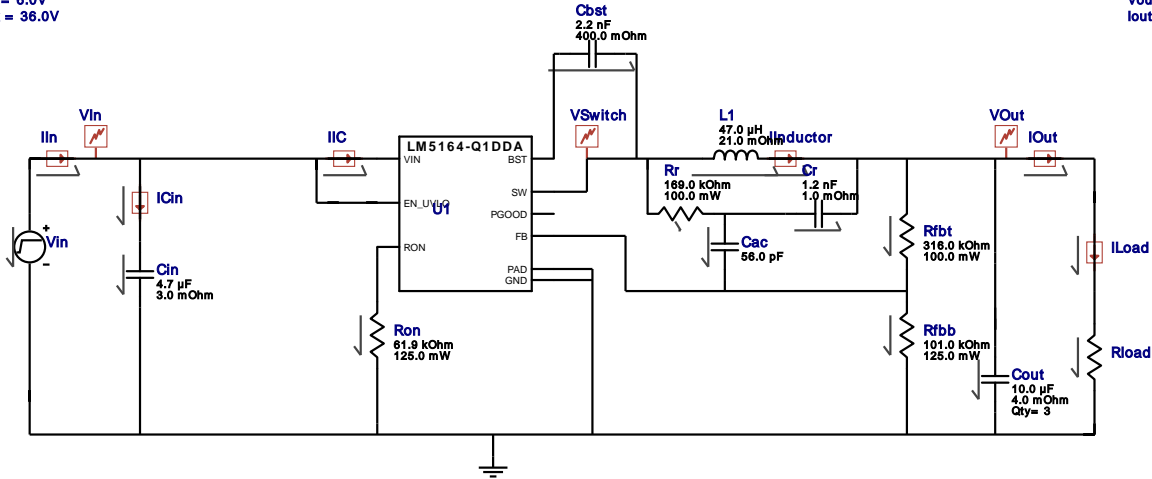 = 6.0V
= 36.0V
Iout
Cbst
2.2 nF
400.0 mOhm
VIn
IIn
IIC
VSwitch
L1
47.0 µH
21.0 mOhm
IInductor
VOut
IOut
LM5164-Q1DDA
VIN
BST
EN_UVLO
U1
SW
PGOOD
RON
FB
PAD
GND
ICin
Rr
169.0 kOhm
100.0 mW
Cr
1.2 nF
1.0 mOhm
Cac
56.0 pF
+
Vin
-
Cin
4.7 µF
3.0 mOhm
Rfbt
316.0 kOhm
100.0 mW
ILoad
Ron
61.9 kOhm
125.0 mW
Rfbb
101.0 kOhm
125.0 mW
Rload
Cout
10.0 µF
4.0 mOhm
Qty= 3